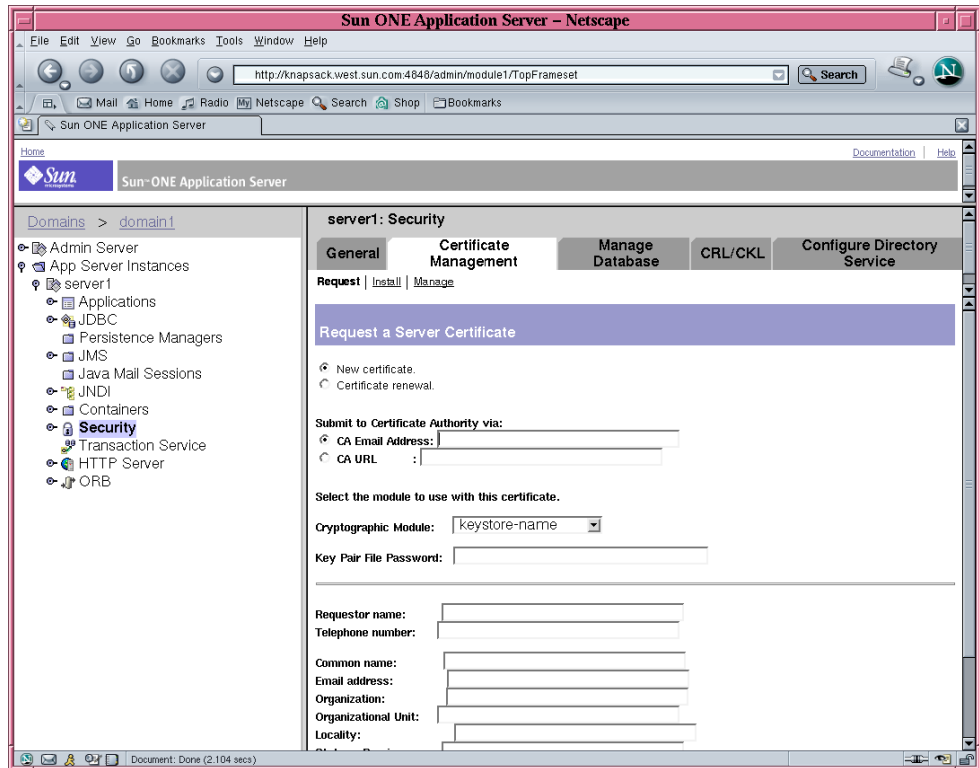 Sun ONE Application Server – Netscape
File Edit View Go Bookmarks Tools Window Help
http://knapsack.west.sun.com:4848/admin/module1/TopFrameset
Search
N
Mail Home Radio My Netscape Search Shop Bookmarks
Sun ONE Application Server
Home
Documentation | Help
Sun
microsystems
Sun ONE Application Server
Domains > domain1
Admin Server
App Server Instances
server1
Applications
JDBC
Persistence Managers
JMS
Java Mail Sessions
JNDI
Containers
Security
Transaction Service
HTTP Server
ORB
server1: Security
General
Certificate Management
Manage Database
CRL/CKL
Configure Directory Service
Request | Install | Manage
Request a Server Certificate
New certificate.
Certificate renewal.
Submit to Certificate Authority via:
CA Email Address:
CA URL :
Select the module to use with this certificate.
Cryptographic Module: keystore-name
Key Pair File Password:
Requestor name:
Telephone number:
Common name:
Email address:
Organization:
Organizational Unit:
Locality:
Document: Done (2.104 secs)